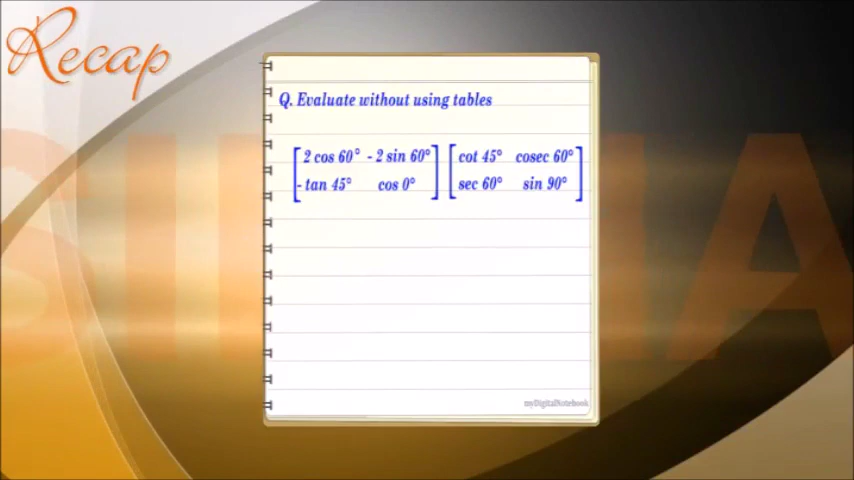 Recap
Q. Evaluate without using tables
2 cos 60° - 2 sin 60° cot 45° cosec 60°
- tan 45° cos 0° sec 60° sin 90°
myDigitalNotebook